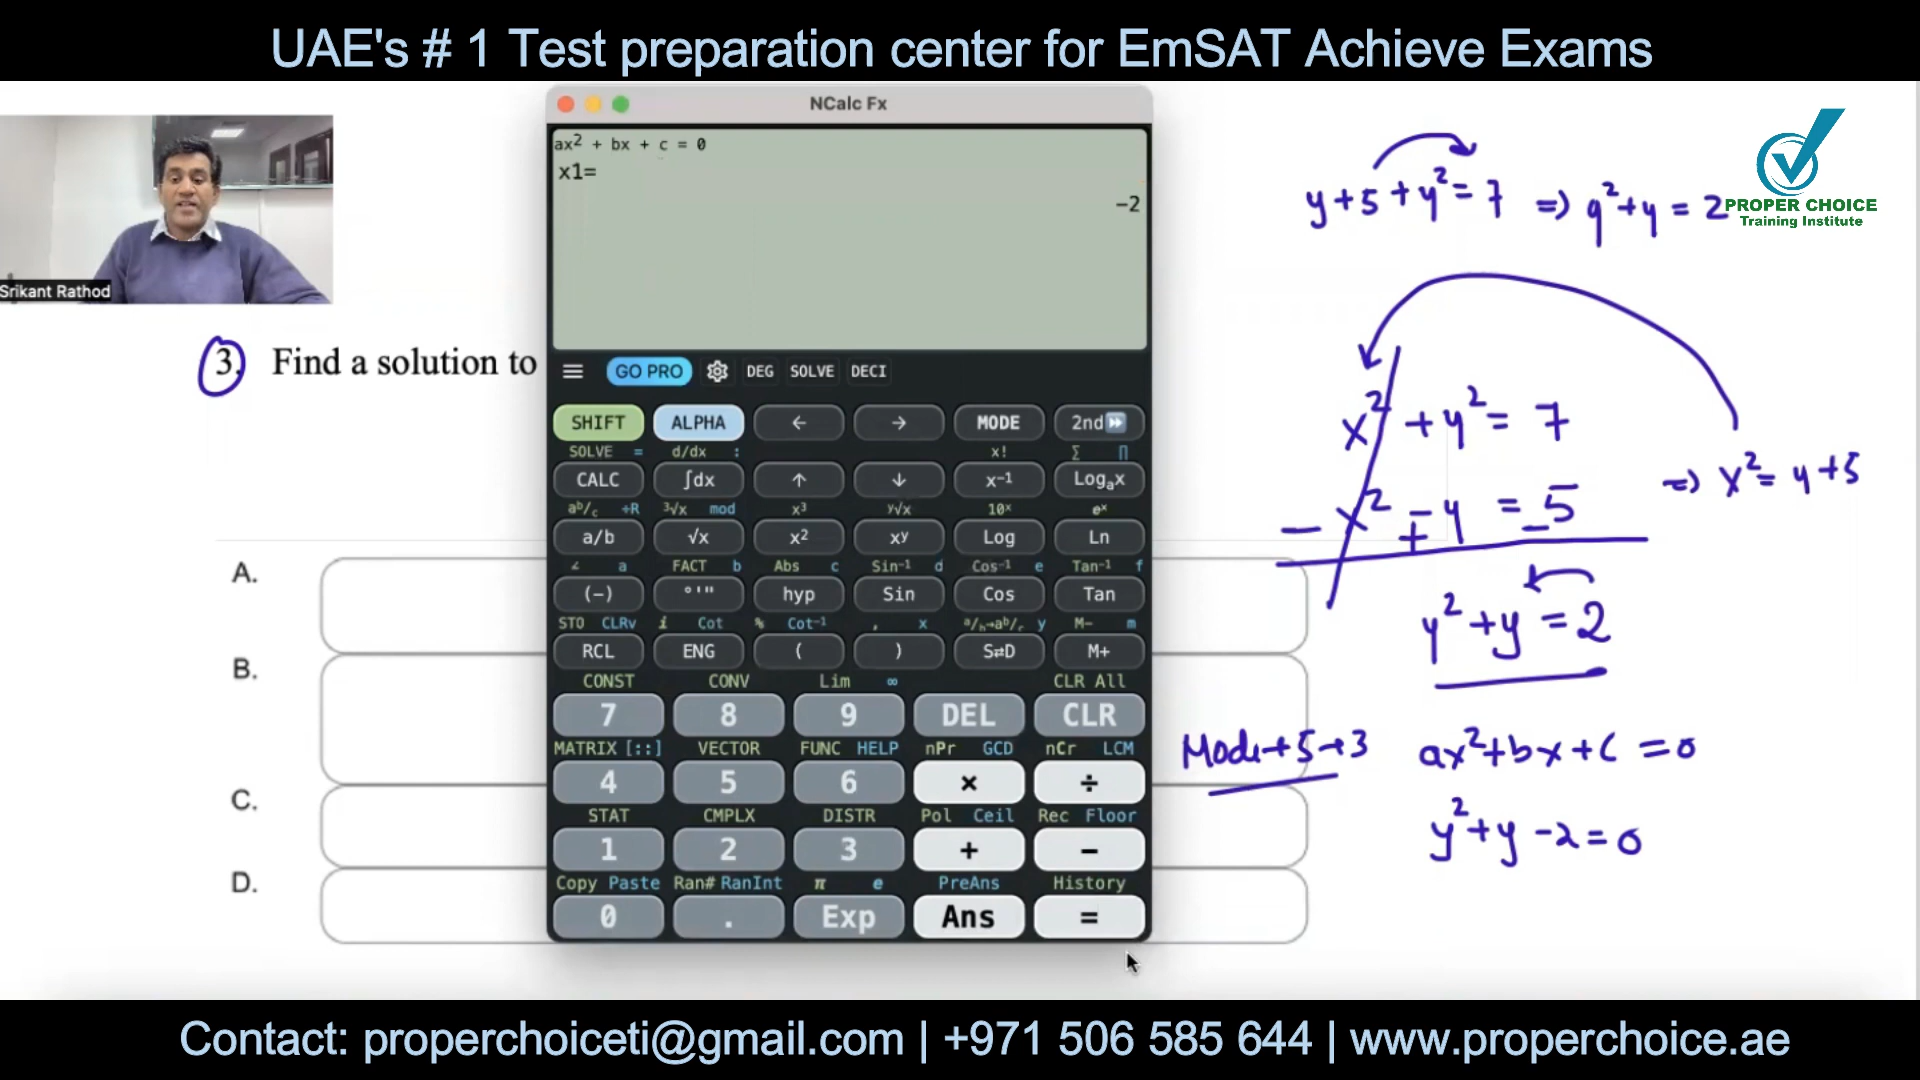 UAE's # 1 Test preparation center for EmSAT Achieve Exams
Srikant Rathod
3. Find a solution to
A.
B.
C.
D.
NCalc Fx
ax² + bx + c = 0
x1=
-2
GO PRO DEG SOLVE DECI
SHIFT ALPHA ← → MODE 2nd
SOLVE = d/dx : x! ∑ ∏
CALC ∫dx ↑ ↓ x⁻¹ Logₐx
aᵇ/c ÷R ³√x mod x³ ʸ√x 10ˣ eˣ
a/b √x x² xʸ Log Ln
∠ a FACT b Abs c Sin⁻¹ d Cos⁻¹ e Tan⁻¹ f
(−) °'" hyp Sin Cos Tan
STO CLRv i Cot % Cot⁻¹ , x a/b→aᵇ/c y M− m
RCL ENG ( ) S⇄D M+
CONST CONV Lim ∞ CLR All
7 8 9 DEL CLR
MATRIX [::] VECTOR FUNC HELP nPr GCD nCr LCM
4 5 6 × ÷
STAT CMPLX DISTR Pol Ceil Rec Floor
1 2 3 + −
Copy Paste Ran# RanInt π e PreAns History
0 . Exp Ans =
y+5+y²=7 ⇒ y²+y=2
PROPER CHOICE
Training Institute
x²+y²=7
−x²∓y=−5 ⇒ x²=y+5
y²+y=2
Mode→5→3 ax²+bx+c=0
y²+y−2=0
Contact: properchoiceti@gmail.com | +971 506 585 644 | www.properchoice.ae